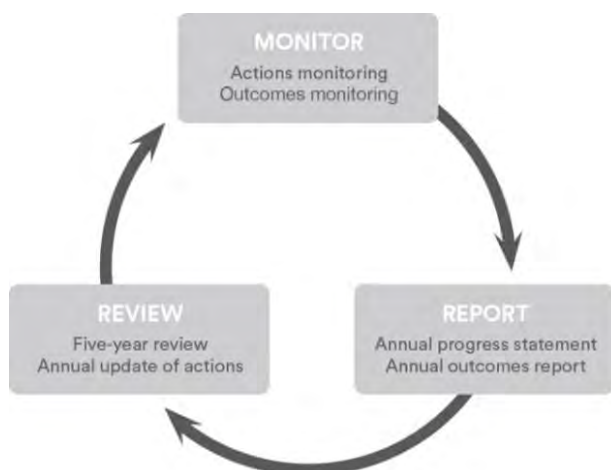 MONITOR
Actions monitoring
Outcomes monitoring
REVIEW
Five-year review
Annual update of actions
REPORT
Annual progress statement
Annual outcomes report